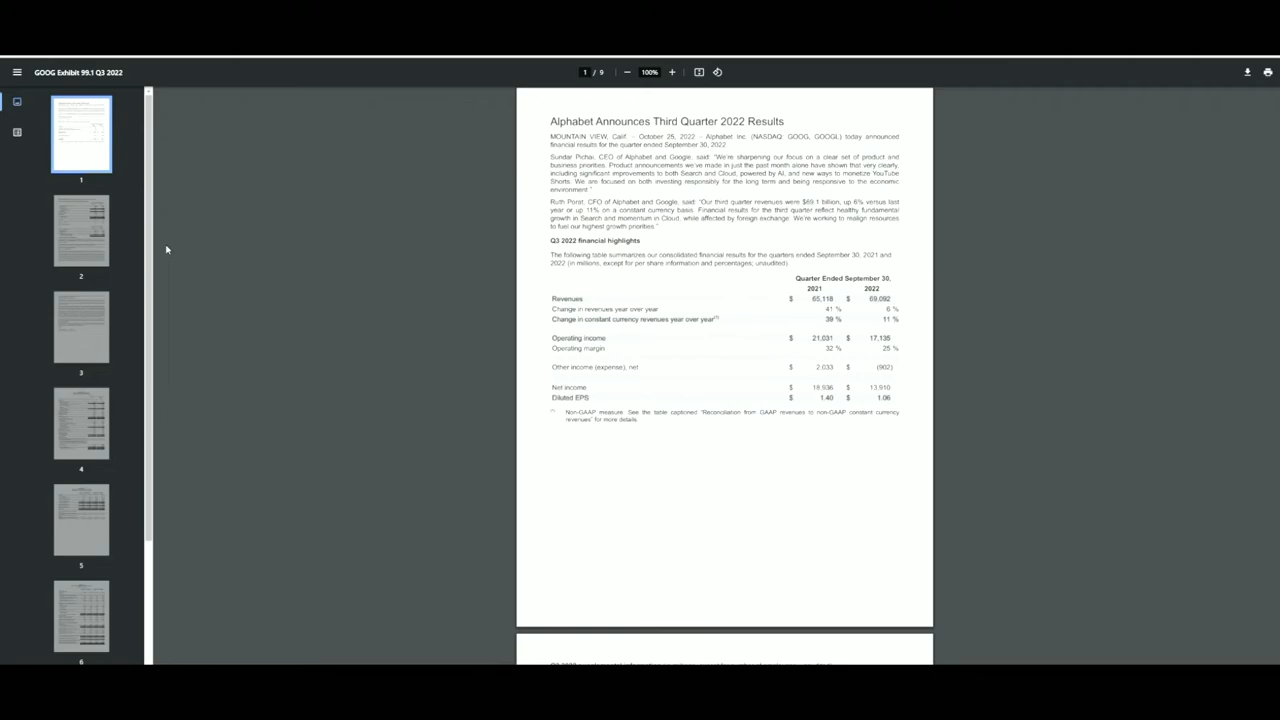 GOOG Exhibit 99.1 Q3 2022
1 / 9
100%
1
2
3
4
5
6
Alphabet Announces Third Quarter 2022 Results
MOUNTAIN VIEW, Calif. – October 25, 2022 – Alphabet Inc. (NASDAQ: GOOG, GOOGL) today announced
financial results for the quarter ended September 30, 2022.
Sundar Pichai, CEO of Alphabet and Google, said: "We're sharpening our focus on a clear set of product and
business priorities. Product announcements we've made in just the past month alone have shown that very clearly,
including significant improvements to both Search and Cloud, powered by AI, and new ways to monetize YouTube
Shorts. We are focused on both investing responsibly for the long term and being responsive to the economic
environment."
Ruth Porat, CFO of Alphabet and Google, said: "Our third quarter revenues were $69.1 billion, up 6% versus last
year or up 11% on a constant currency basis. Financial results for the third quarter reflect healthy fundamental
growth in Search and momentum in Cloud, while affected by foreign exchange. We're working to realign resources
to fuel our highest growth priorities."
Q3 2022 financial highlights
The following table summarizes our consolidated financial results for the quarters ended September 30, 2021 and
2022 (in millions, except for per share information and percentages; unaudited).
Quarter Ended September 30,
2021 2022
Revenues $ 65,118 $ 69,092
Change in revenues year over year 41 % 6 %
Change in constant currency revenues year over year(1) 39 % 11 %
Operating income $ 21,031 $ 17,135
Operating margin 32 % 25 %
Other income (expense), net $ 2,033 $ (902)
Net income $ 18,936 $ 13,910
Diluted EPS $ 1.40 $ 1.06
(1) Non-GAAP measure. See the table captioned "Reconciliation from GAAP revenues to non-GAAP constant currency
revenues" for more details.